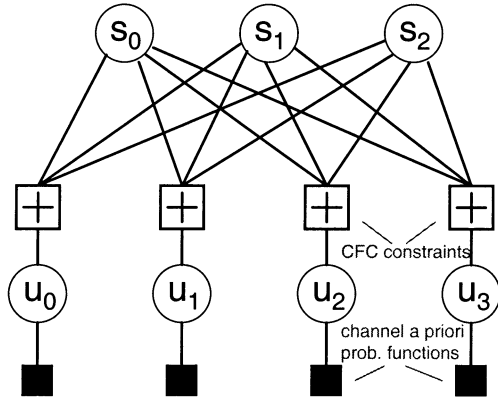 s0 s1 s2
+ + + +
CFC constraints
u0 u1 u2 u3
channel a priori
prob. functions